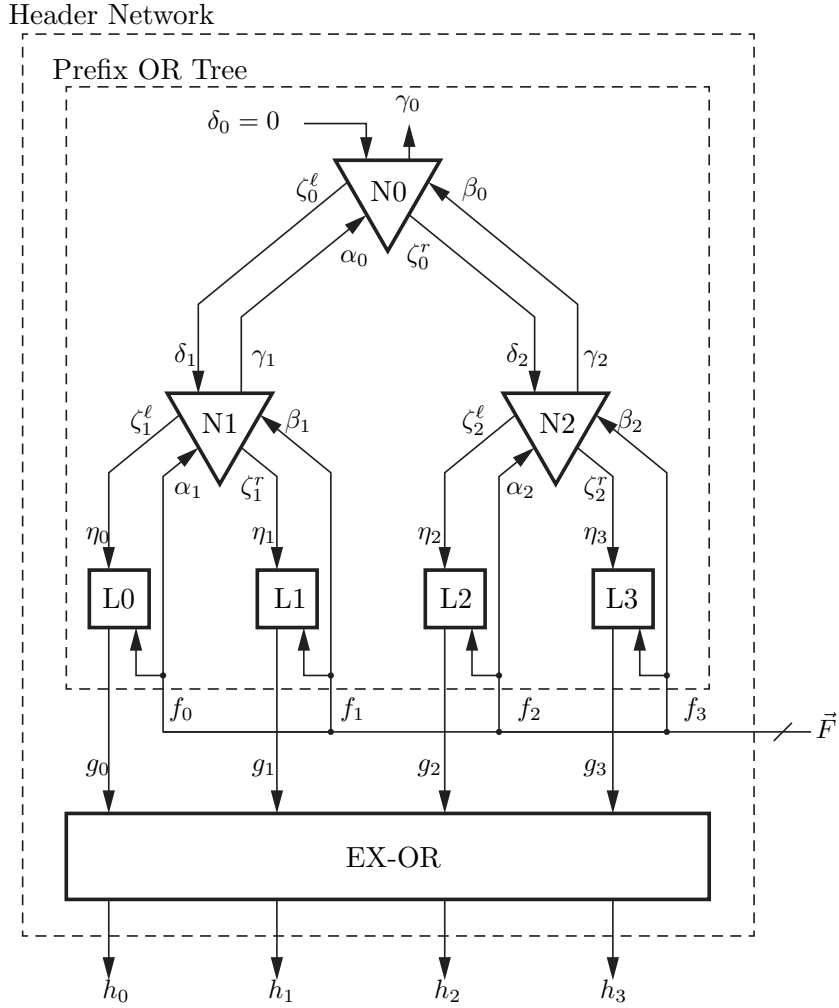 Header Network
Prefix OR Tree
δ₀ = 0
γ₀
N0
ζ₀ˡ
β₀
α₀
ζ₀ʳ
δ₁
γ₁
δ₂
γ₂
ζ₁ˡ
N1
β₁
ζ₂ˡ
N2
β₂
α₁
ζ₁ʳ
α₂
ζ₂ʳ
η₀
η₁
η₂
η₃
L0
L1
L2
L3
f₀
f₁
f₂
f₃
F⃗
g₀
g₁
g₂
g₃
EX-OR
h₀
h₁
h₂
h₃